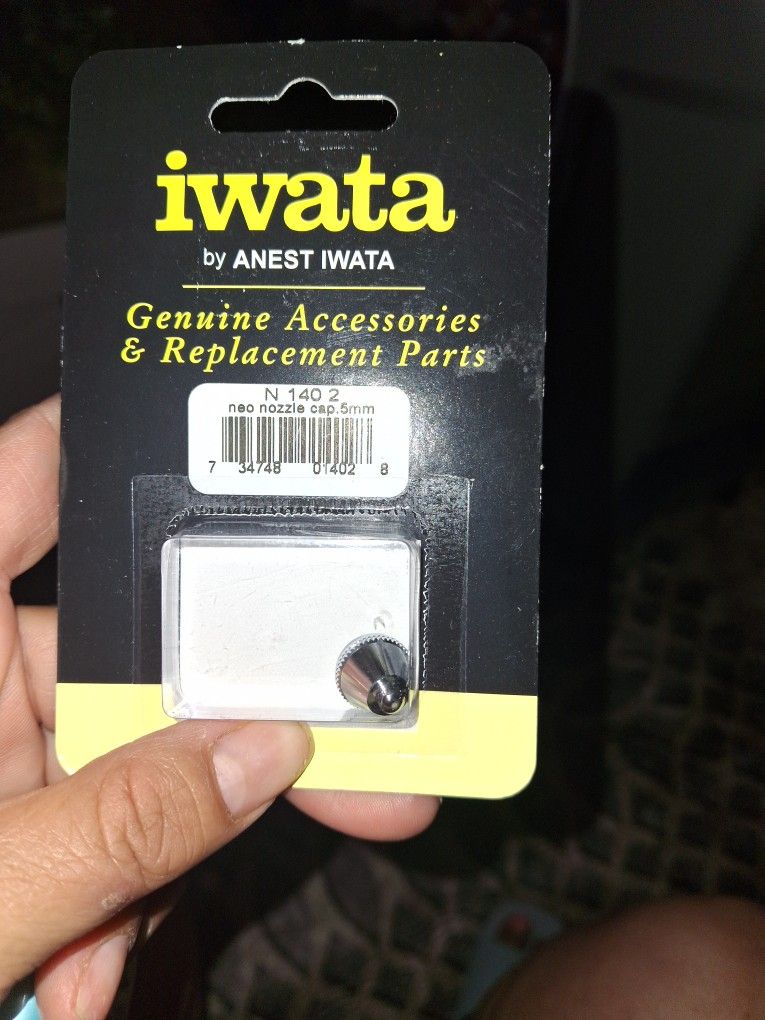 iwata
by ANEST IWATA
Genuine Accessories
& Replacement Parts
N 140 2
neo nozzle cap.5mm
7 34748 01402 8